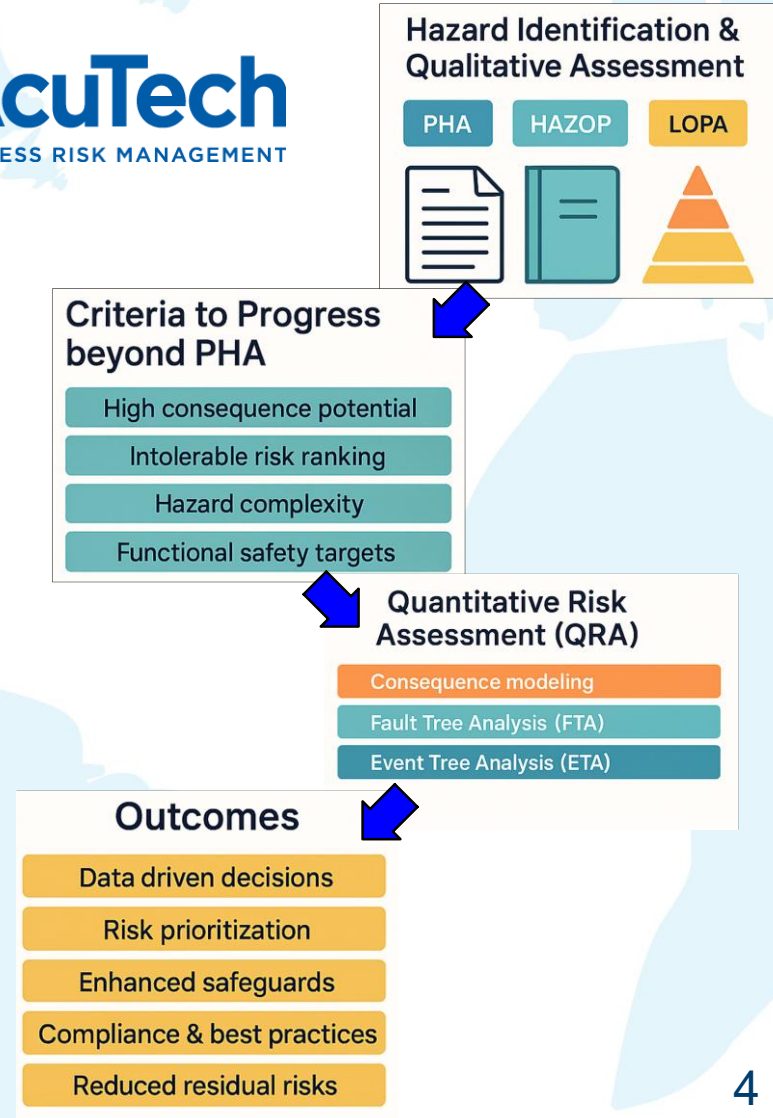 cuTech
ESS RISK MANAGEMENT
Hazard Identification &
Qualitative Assessment
PHA HAZOP LOPA
Criteria to Progress
beyond PHA
High consequence potential
Intolerable risk ranking
Hazard complexity
Functional safety targets
Quantitative Risk
Assessment (QRA)
Consequence modeling
Fault Tree Analysis (FTA)
Event Tree Analysis (ETA)
Outcomes
Data driven decisions
Risk prioritization
Enhanced safeguards
Compliance & best practices
Reduced residual risks
4